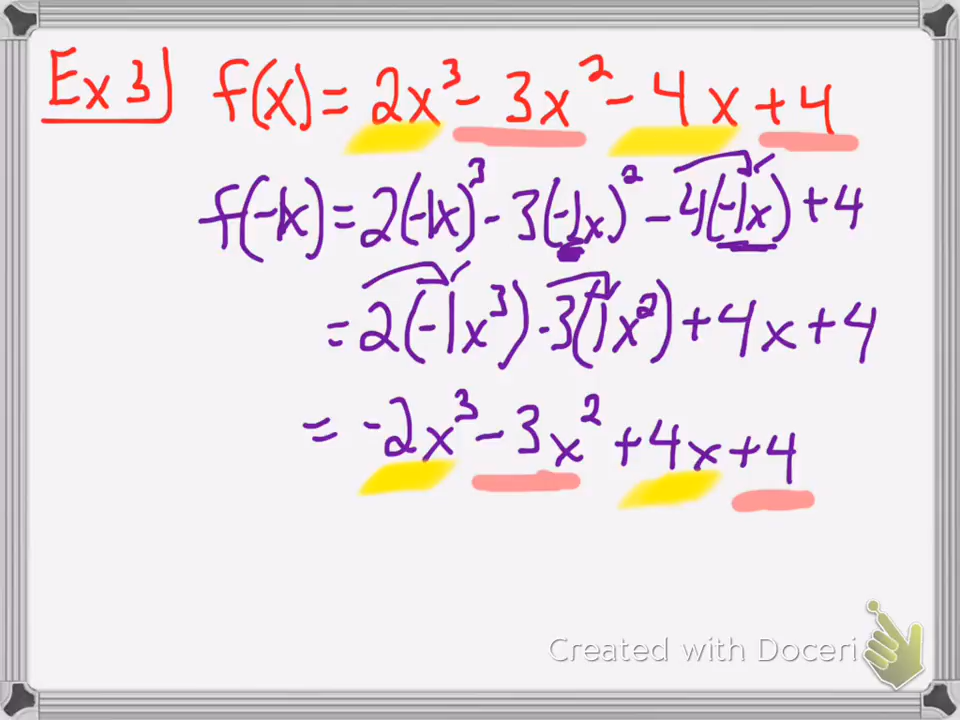 Ex 3) f(x) = 2x³ - 3x² - 4x + 4
f(-1x) = 2(-1x)³ - 3(-1x)² - 4(-1x) + 4
= 2(-1x³) - 3(1x²) + 4x + 4
= -2x³ - 3x² + 4x + 4
Created with Doceri